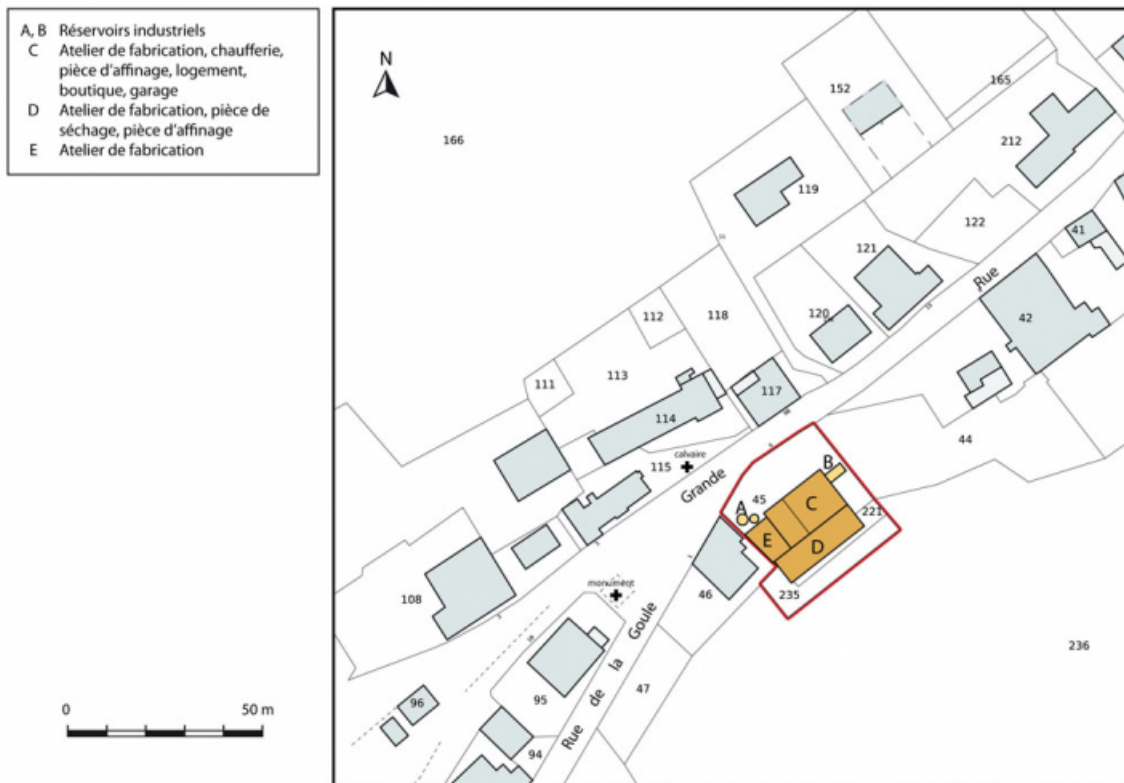 A, B Réservoirs industriels
C Atelier de fabrication, chaufferie,
pièce d'affinage, logement,
boutique, garage
D Atelier de fabrication, pièce de
séchage, pièce d'affinage
E Atelier de fabrication
0 50 m
N
166
152
165
212
119
122
41
121
120
42
112
118
111
113
117
114
44
calvaire
115
Grande
Rue
B
45
C
A
221
E
D
monument
46
235
108
Rue de la Goule
236
47
95
96
94